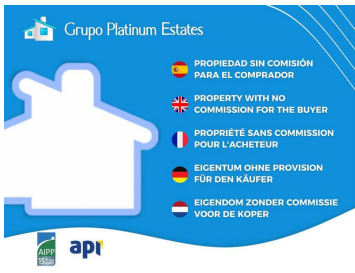 Grupo Platinum Estates
PROPIEDAD SIN COMISIÓN
PARA EL COMPRADOR
PROPERTY WITH NO
COMMISSION FOR THE BUYER
PROPRIÉTÉ SANS COMMISSION
POUR L'ACHETEUR
EIGENTUM OHNE PROVISION
FÜR DEN KÄUFER
EIGENDOM ZONDER COMMISSIE
VOOR DE KOPER
AIPP
api